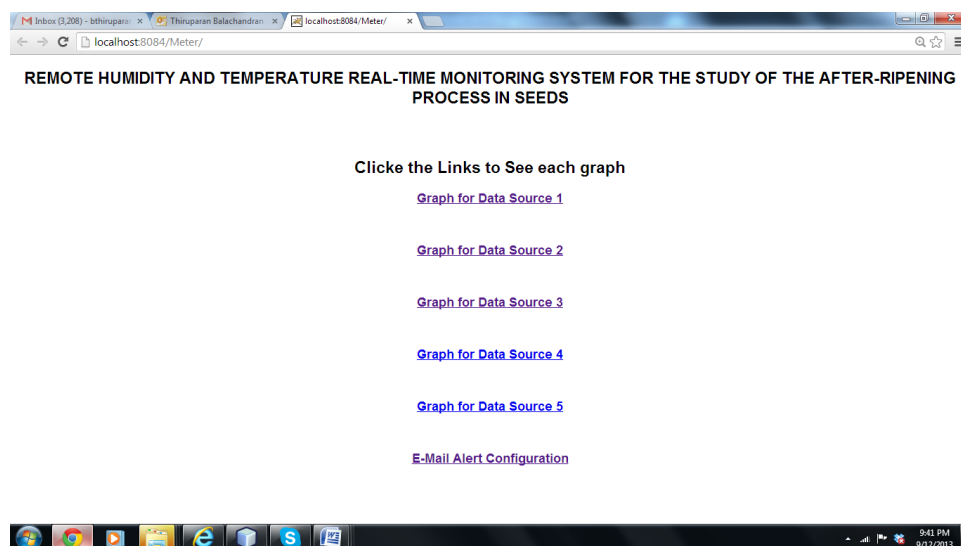 Inbox (3,208) - bthirupara
Thiruparan Balachandran
localhost:8084/Meter/
localhost:8084/Meter/
REMOTE HUMIDITY AND TEMPERATURE REAL-TIME MONITORING SYSTEM FOR THE STUDY OF THE AFTER-RIPENING
PROCESS IN SEEDS
Clicke the Links to See each graph
Graph for Data Source 1
Graph for Data Source 2
Graph for Data Source 3
Graph for Data Source 4
Graph for Data Source 5
E-Mail Alert Configuration
9:41 PM
9/12/2013